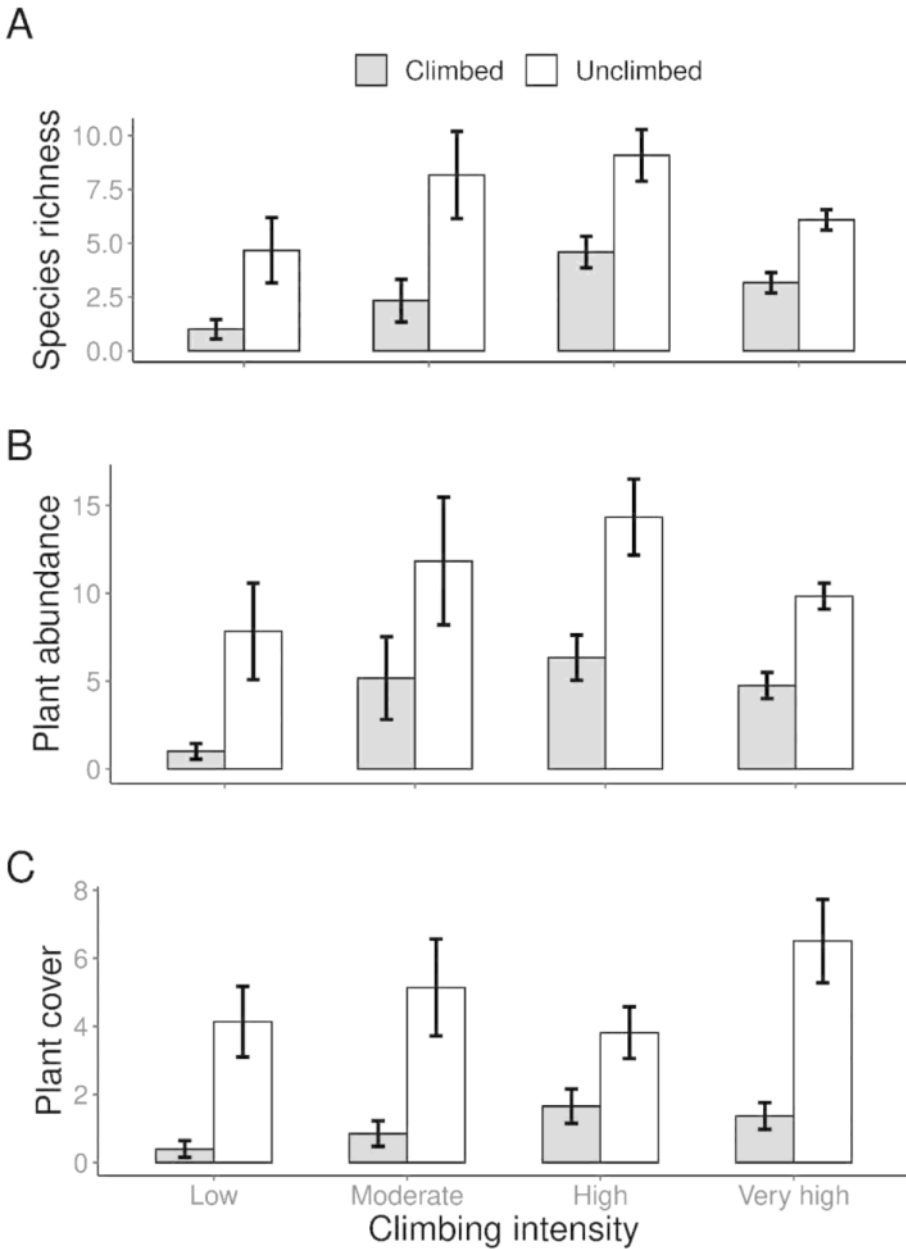 A
Climbed Unclimbed
Species richness
10.0
7.5
5.0
2.5
0.0
B
Plant abundance
15
10
5
0
C
Plant cover
8
6
4
2
0
Low Moderate High Very high
Climbing intensity